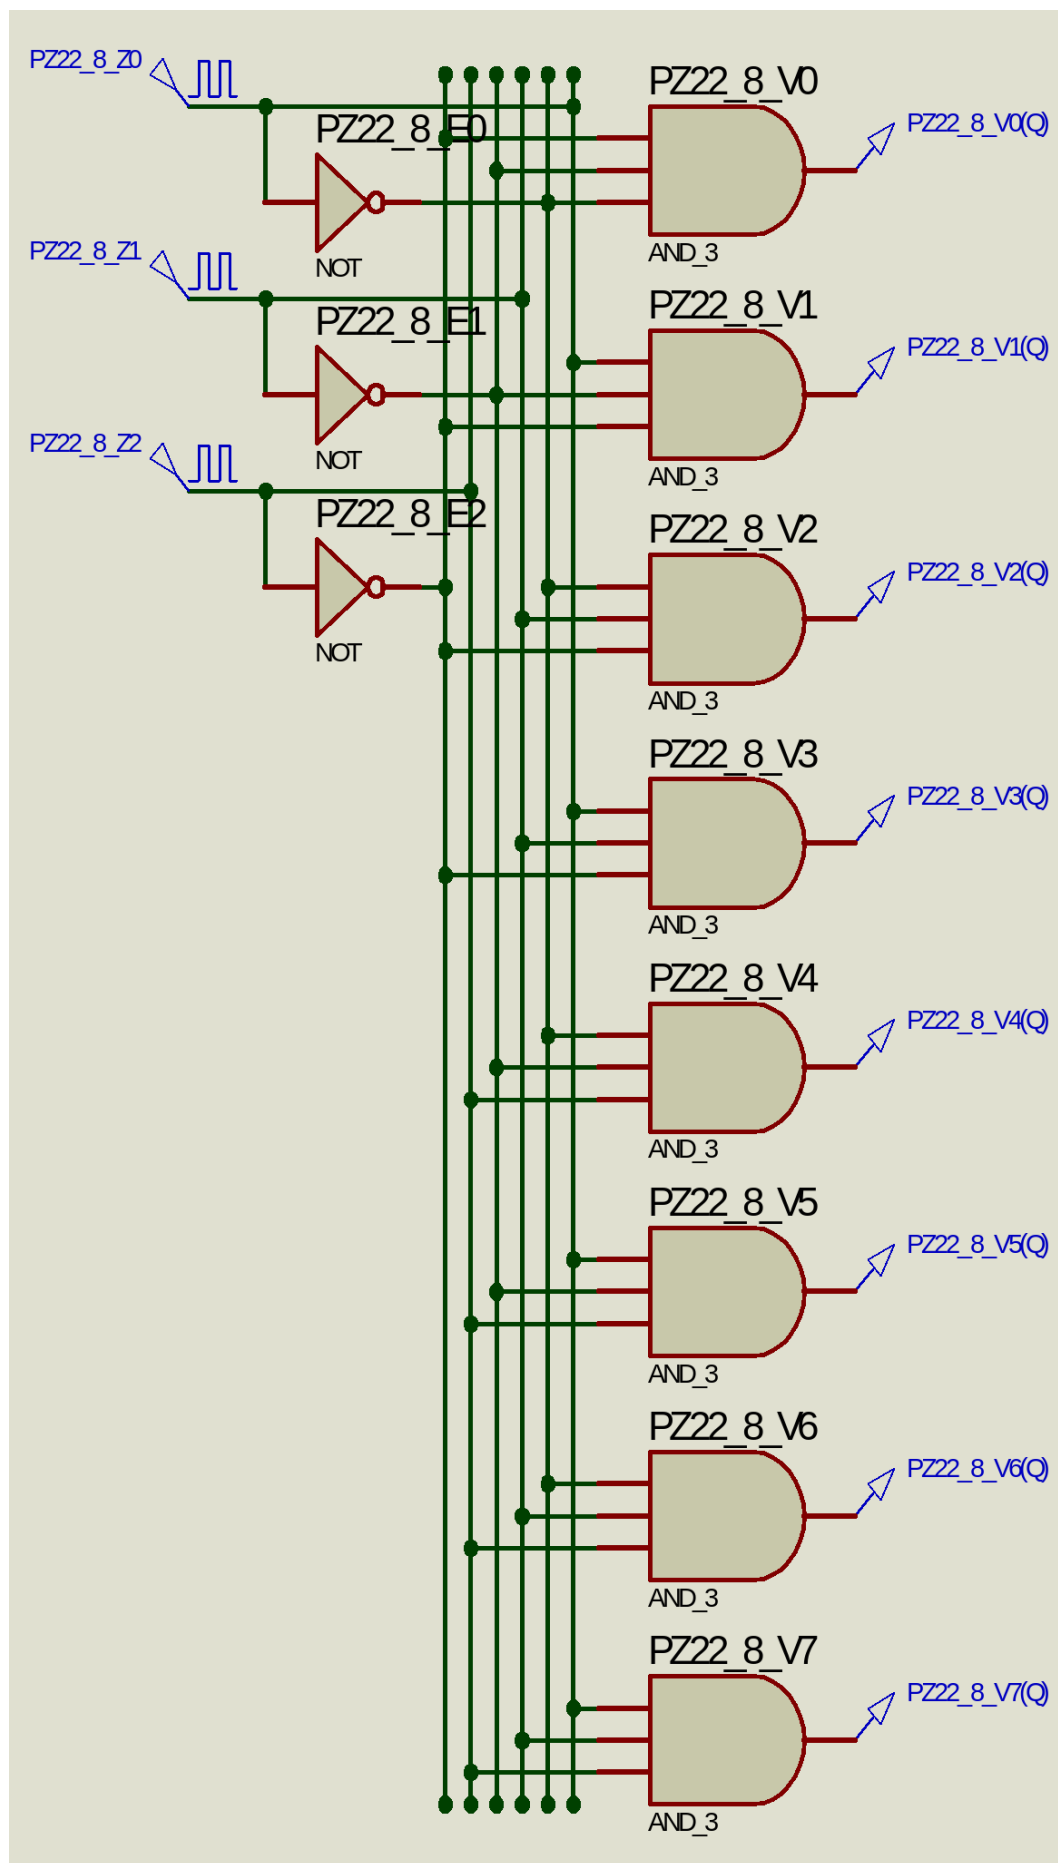 PZ22_8_Z0
PZ22_8_V0
PZ22_8_E0
PZ22_8_V0(Q)
NOT
AND_3
PZ22_8_Z1
PZ22_8_V1
PZ22_8_E1
PZ22_8_V1(Q)
NOT
AND_3
PZ22_8_Z2
PZ22_8_E2
PZ22_8_V2
PZ22_8_V2(Q)
NOT
AND_3
PZ22_8_V3
PZ22_8_V3(Q)
AND_3
PZ22_8_V4
PZ22_8_V4(Q)
AND_3
PZ22_8_V5
PZ22_8_V5(Q)
AND_3
PZ22_8_V6
PZ22_8_V6(Q)
AND_3
PZ22_8_V7
PZ22_8_V7(Q)
AND_3